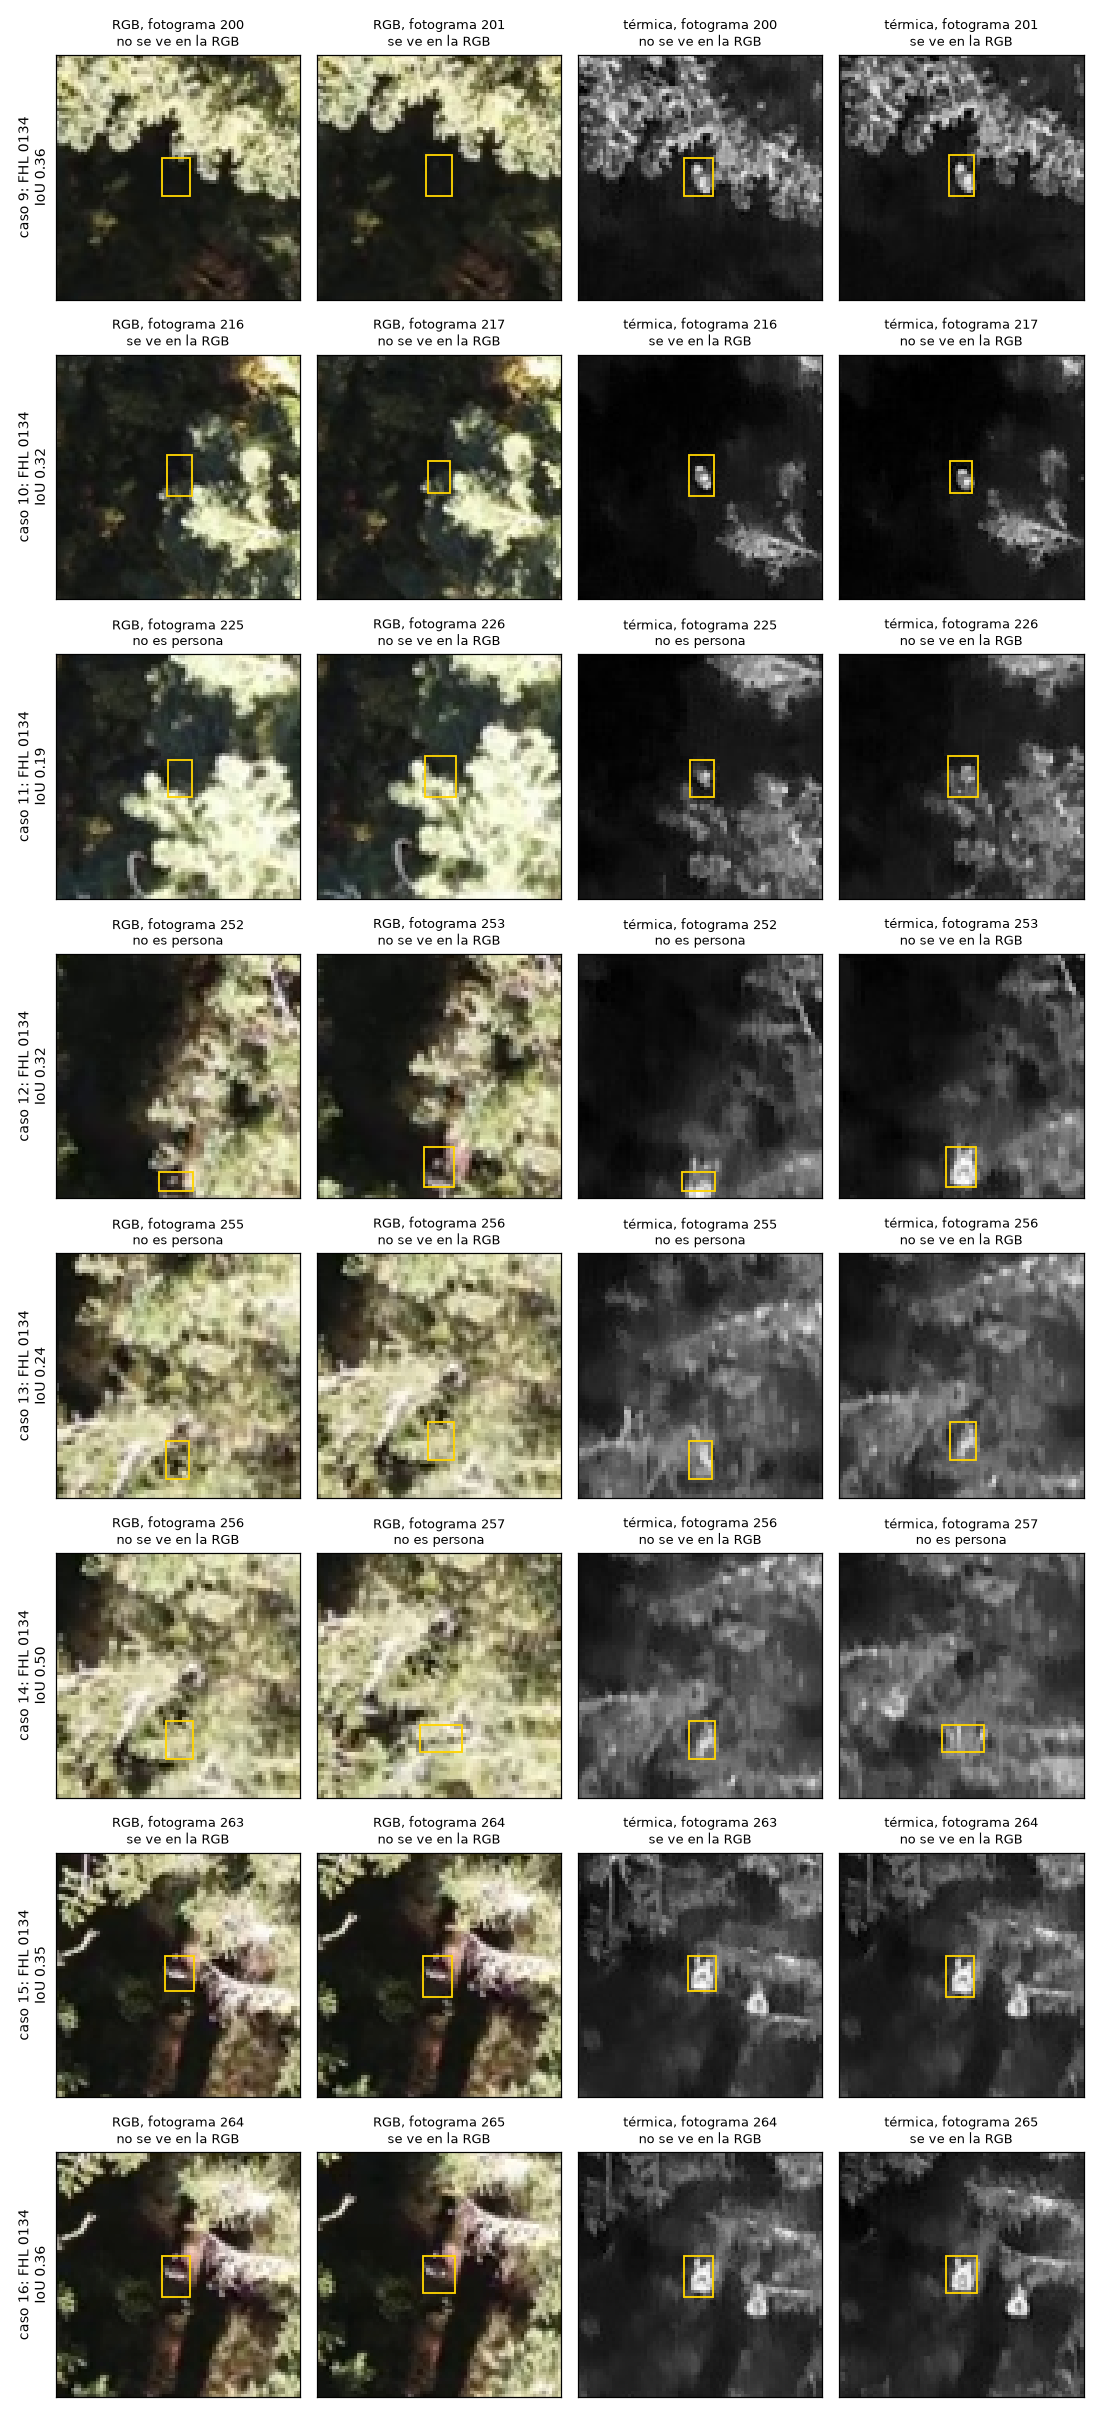 RGB, fotograma 200
no se ve en la RGB
RGB, fotograma 201
se ve en la RGB
térmica, fotograma 200
no se ve en la RGB
térmica, fotograma 201
se ve en la RGB
caso 9: FHL 0134
IoU 0.36
RGB, fotograma 216
se ve en la RGB
RGB, fotograma 217
no se ve en la RGB
térmica, fotograma 216
se ve en la RGB
térmica, fotograma 217
no se ve en la RGB
caso 10: FHL 0134
IoU 0.32
RGB, fotograma 225
no es persona
RGB, fotograma 226
no se ve en la RGB
térmica, fotograma 225
no es persona
térmica, fotograma 226
no se ve en la RGB
caso 11: FHL 0134
IoU 0.19
RGB, fotograma 252
no es persona
RGB, fotograma 253
no se ve en la RGB
térmica, fotograma 252
no es persona
térmica, fotograma 253
no se ve en la RGB
caso 12: FHL 0134
IoU 0.32
RGB, fotograma 255
no es persona
RGB, fotograma 256
no se ve en la RGB
térmica, fotograma 255
no es persona
térmica, fotograma 256
no se ve en la RGB
caso 13: FHL 0134
IoU 0.24
RGB, fotograma 256
no se ve en la RGB
RGB, fotograma 257
no es persona
térmica, fotograma 256
no se ve en la RGB
térmica, fotograma 257
no es persona
caso 14: FHL 0134
IoU 0.50
RGB, fotograma 263
se ve en la RGB
RGB, fotograma 264
no se ve en la RGB
térmica, fotograma 263
se ve en la RGB
térmica, fotograma 264
no se ve en la RGB
caso 15: FHL 0134
IoU 0.35
RGB, fotograma 264
no se ve en la RGB
RGB, fotograma 265
se ve en la RGB
térmica, fotograma 264
no se ve en la RGB
térmica, fotograma 265
se ve en la RGB
caso 16: FHL 0134
IoU 0.36